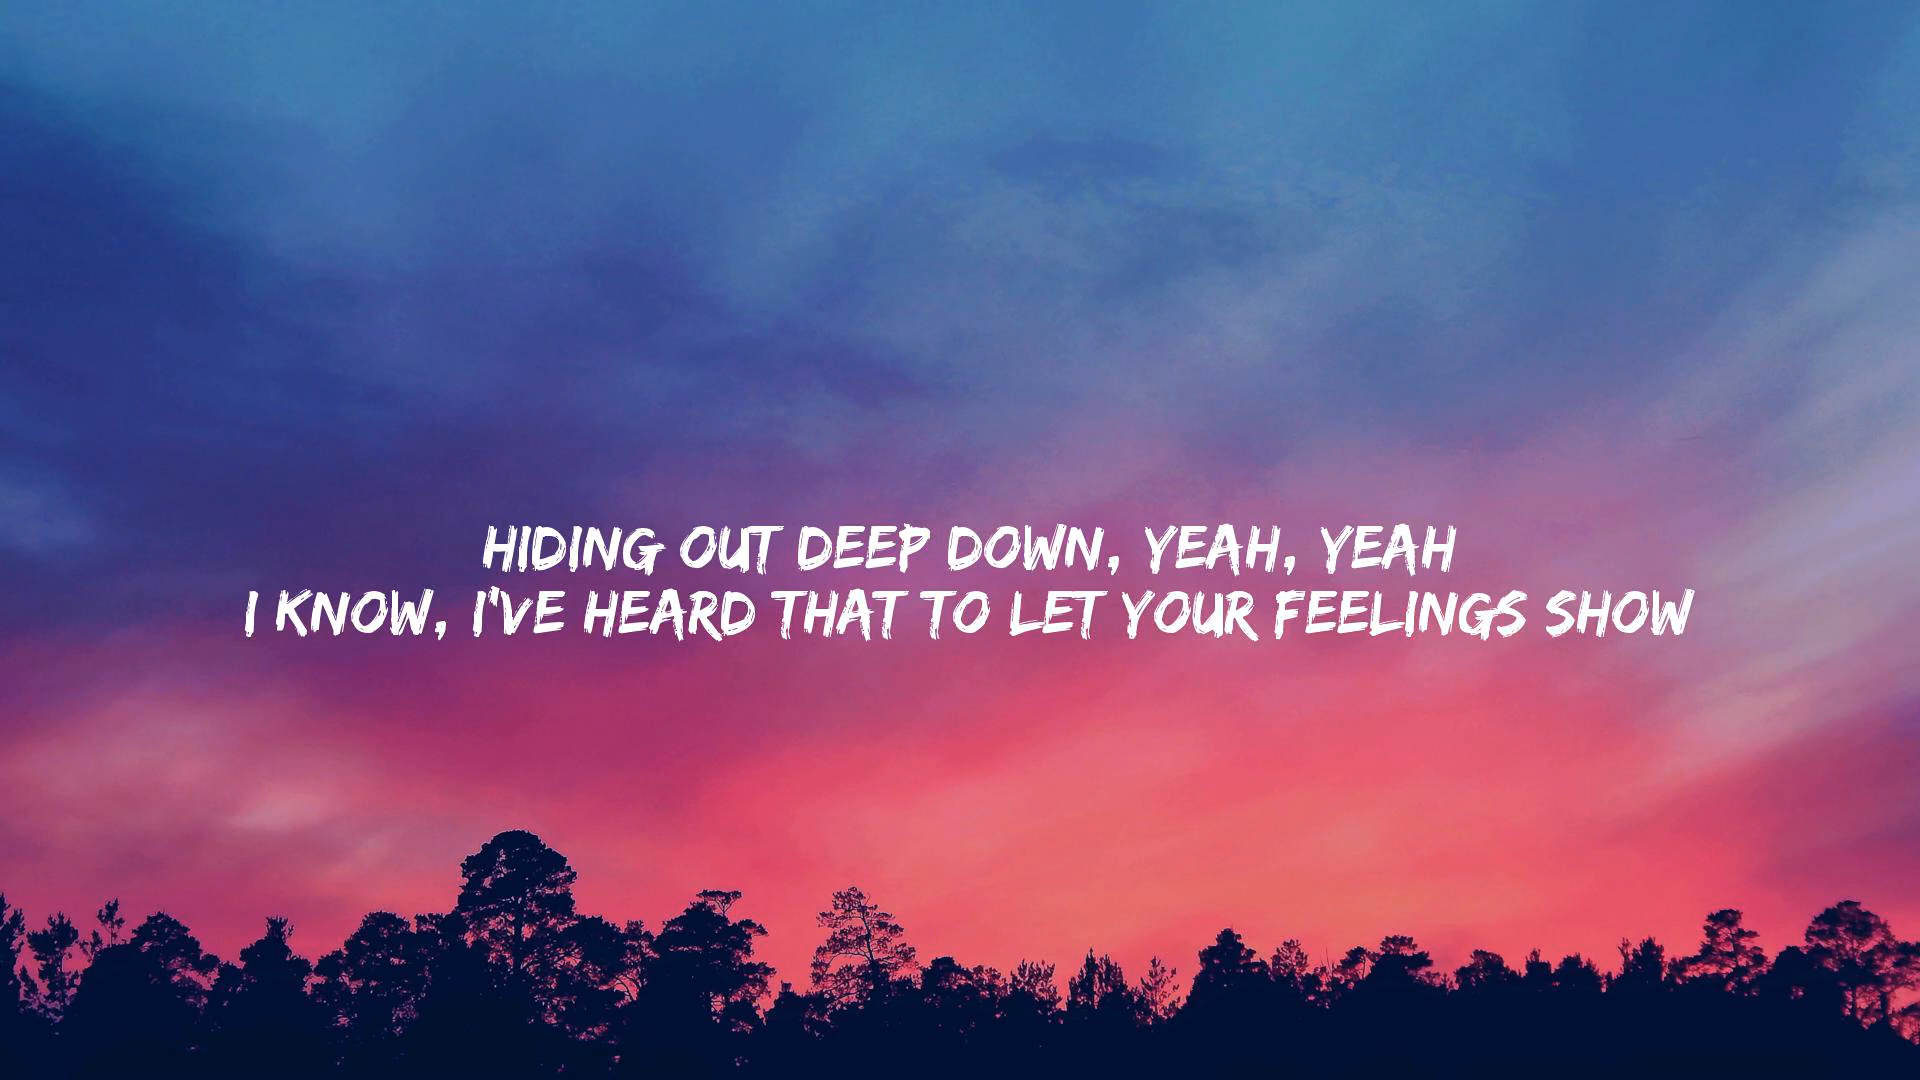 HIDING OUT DEEP DOWN, YEAH, YEAH
I KNOW, I'VE HEARD THAT TO LET YOUR FEELINGS SHOW